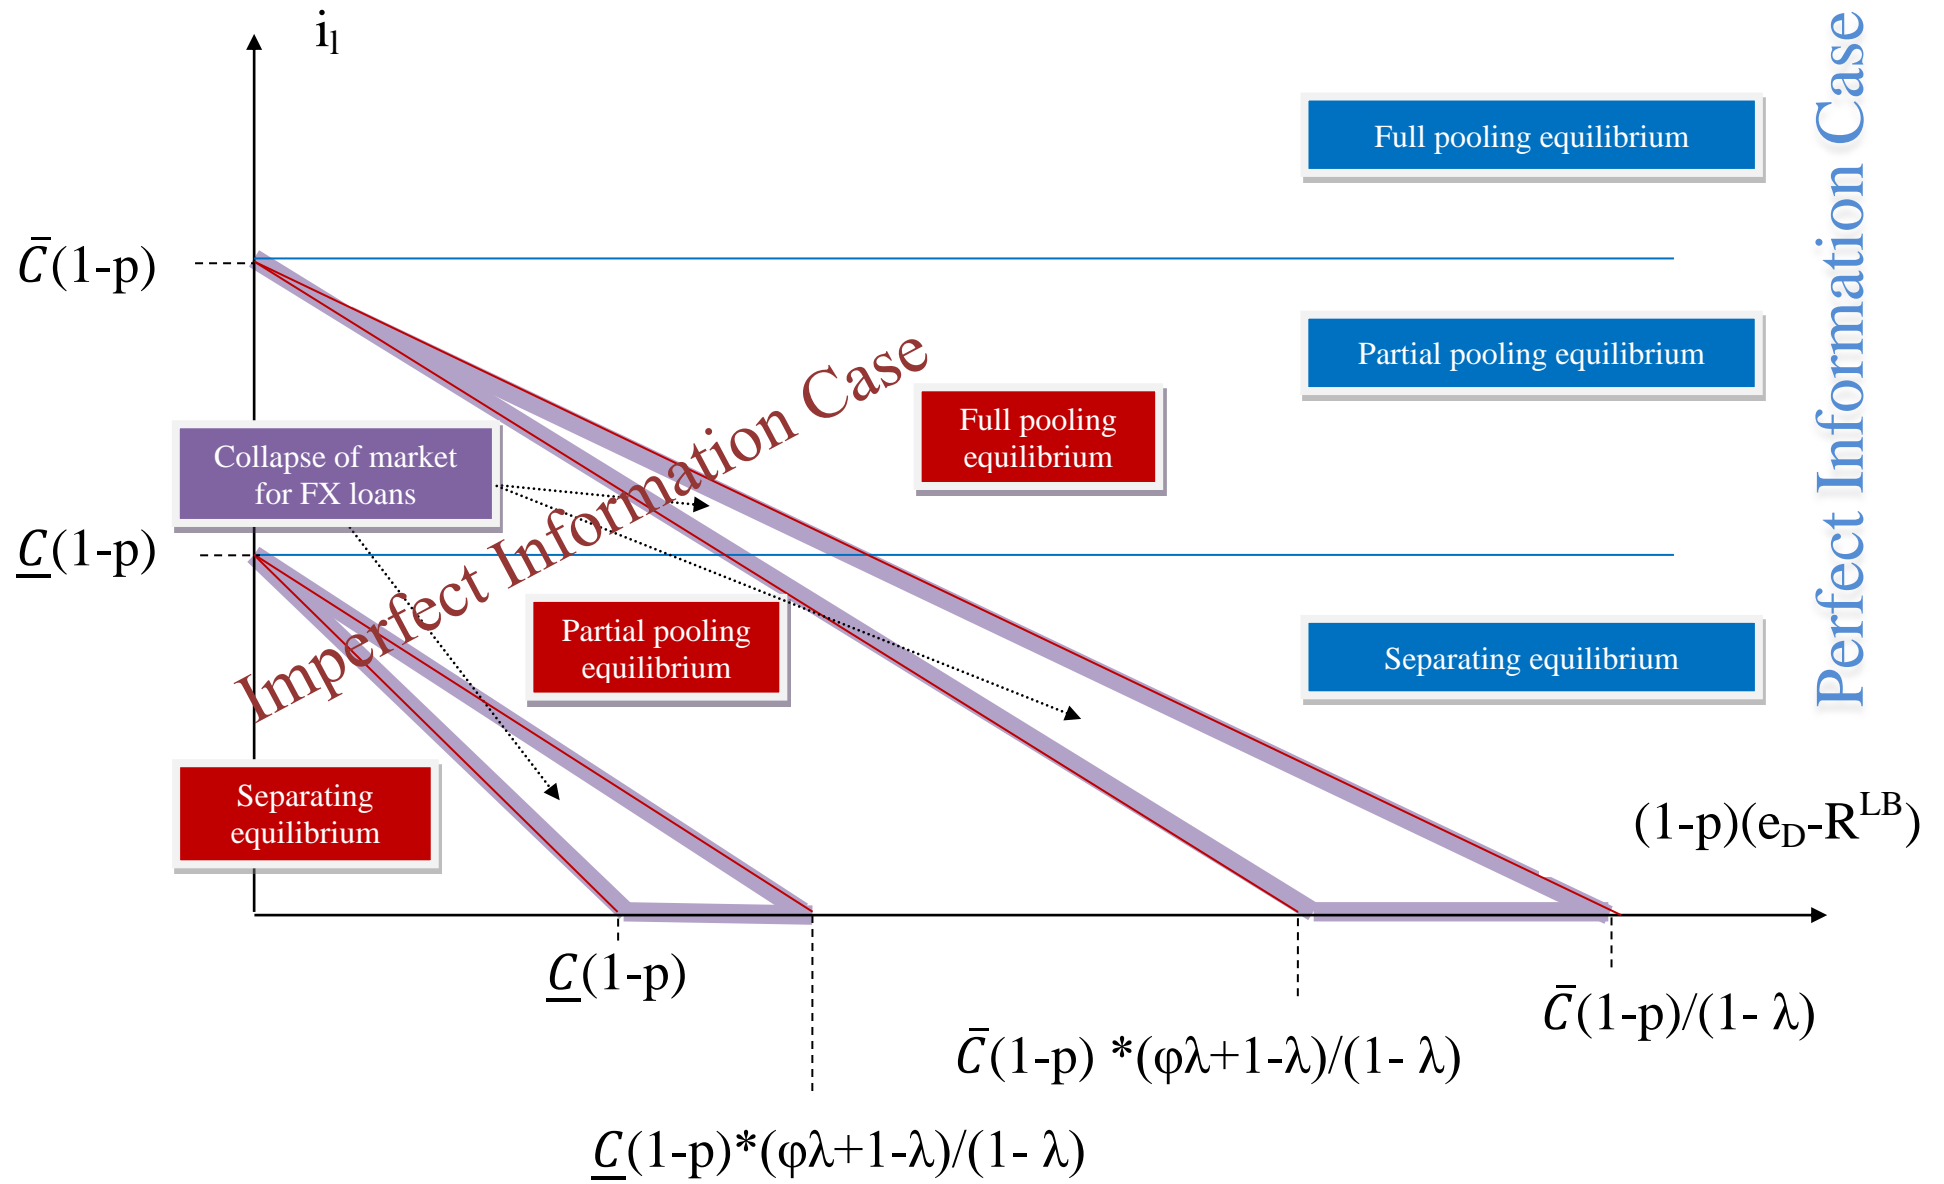 i_l
Perfect Information Case
Full pooling equilibrium
C̄(1-p)
Partial pooling equilibrium
Imperfect Information Case
Full pooling
equilibrium
Collapse of market
for FX loans
C̲(1-p)
Partial pooling
equilibrium
Separating equilibrium
Separating
equilibrium
(1-p)(e_D-R^LB)
C̲(1-p)
C̄(1-p)/(1- λ)
C̄(1-p) *(φλ+1-λ)/(1- λ)
C̲(1-p)*(φλ+1-λ)/(1- λ)